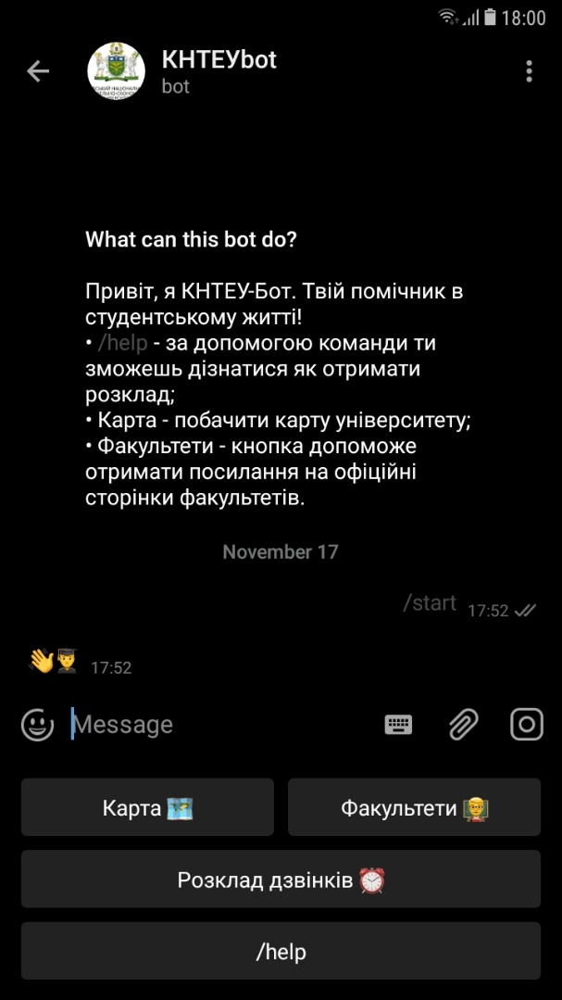 18:00
КНТЕУbot
bot
What can this bot do?
Привіт, я КНТЕУ-Бот. Твій помічник в
студентському житті!
• /help - за допомогою команди ти
зможешь дізнатися як отримати
розклад;
• Карта - побачити карту університету;
• Факультети - кнопка допоможе
отримати посилання на офіційні
сторінки факультетів.
November 17
/start 17:52
👋👨‍🎓 17:52
Message
Карта 🗺️
Факультети 👨‍🏫
Розклад дзвінків ⏰
/help